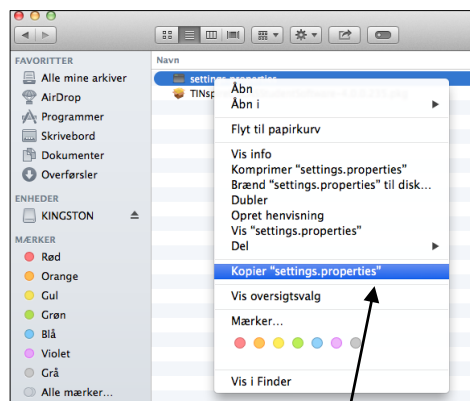 FAVORITTER
Alle mine arkiver
AirDrop
Programmer
Skrivebord
Dokumenter
Overførsler
ENHEDER
KINGSTON
MÆRKER
Rød
Orange
Gul
Grøn
Blå
Violet
Grå
Alle mærker...
Navn
settings.properties
TINsp
Åbn
Åbn i
Flyt til papirkurv
Vis info
Komprimer "settings.properties"
Brænd "settings.properties" til disk...
Dubler
Opret henvisning
Vis "settings.properties"
Del
Kopier "settings.properties"
Vis oversigtsvalg
Mærker...
Vis i Finder